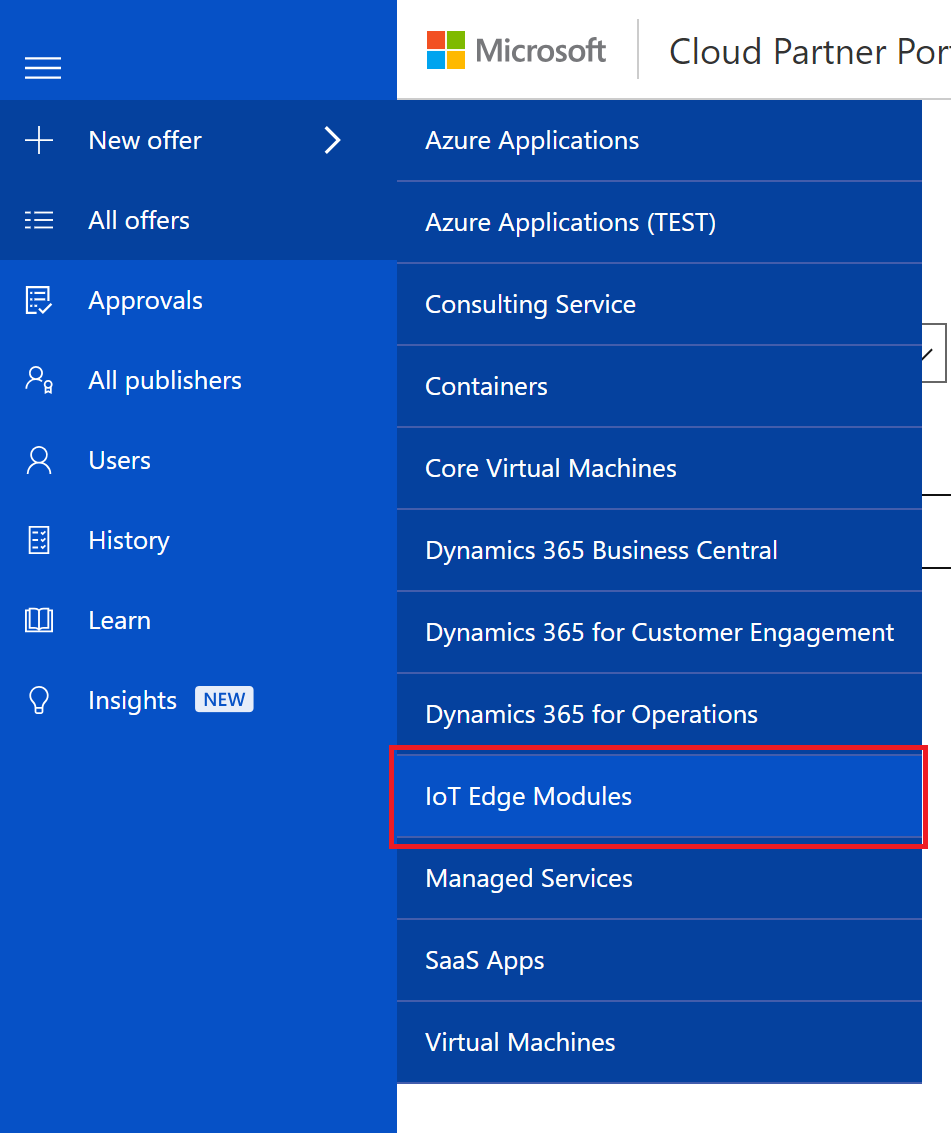 Microsoft
Cloud Partner
New offer
All offers
Approvals
All publishers
Users
History
Learn
Insights NEW
Azure Applications
Azure Applications (TEST)
Consulting Service
Containers
Core Virtual Machines
Dynamics 365 Business Central
Dynamics 365 for Customer Engagement
Dynamics 365 for Operations
IoT Edge Modules
Managed Services
SaaS Apps
Virtual Machines